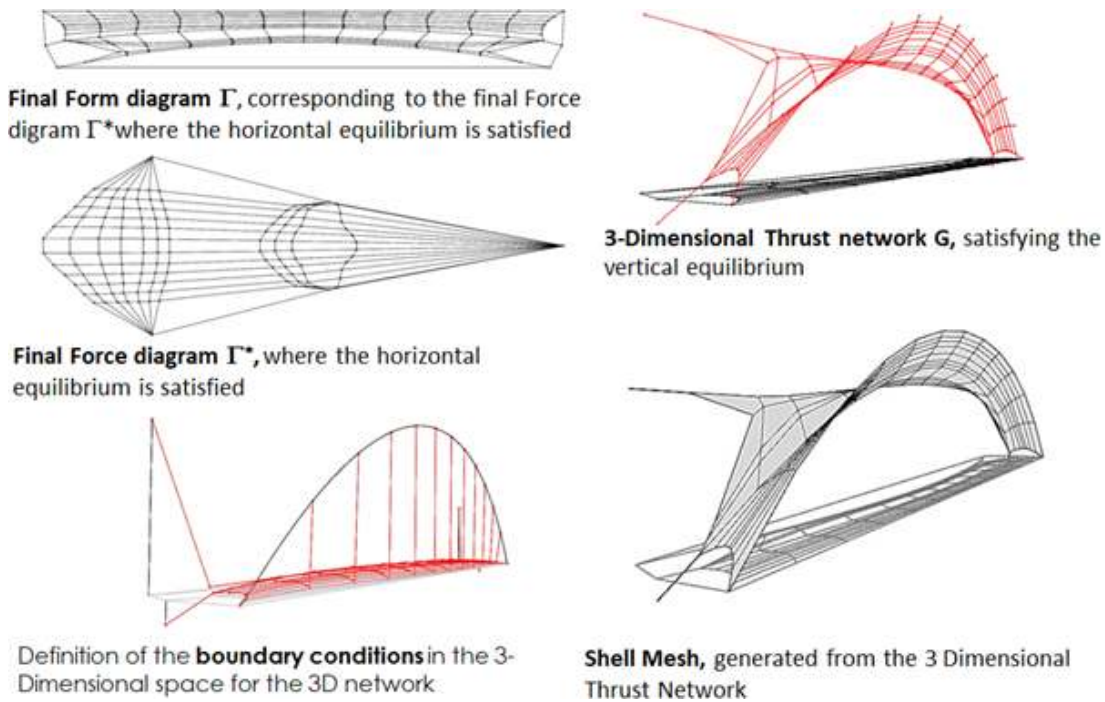 Final Form diagram Γ, corresponding to the final Force
digram Γ*where the horizontal equilibrium is satisfied
Final Force diagram Γ*, where the horizontal
equilibrium is satisfied
Definition of the boundary conditions in the 3-
Dimensional space for the 3D network
3-Dimensional Thrust network G, satisfying the
vertical equilibrium
Shell Mesh, generated from the 3 Dimensional
Thrust Network